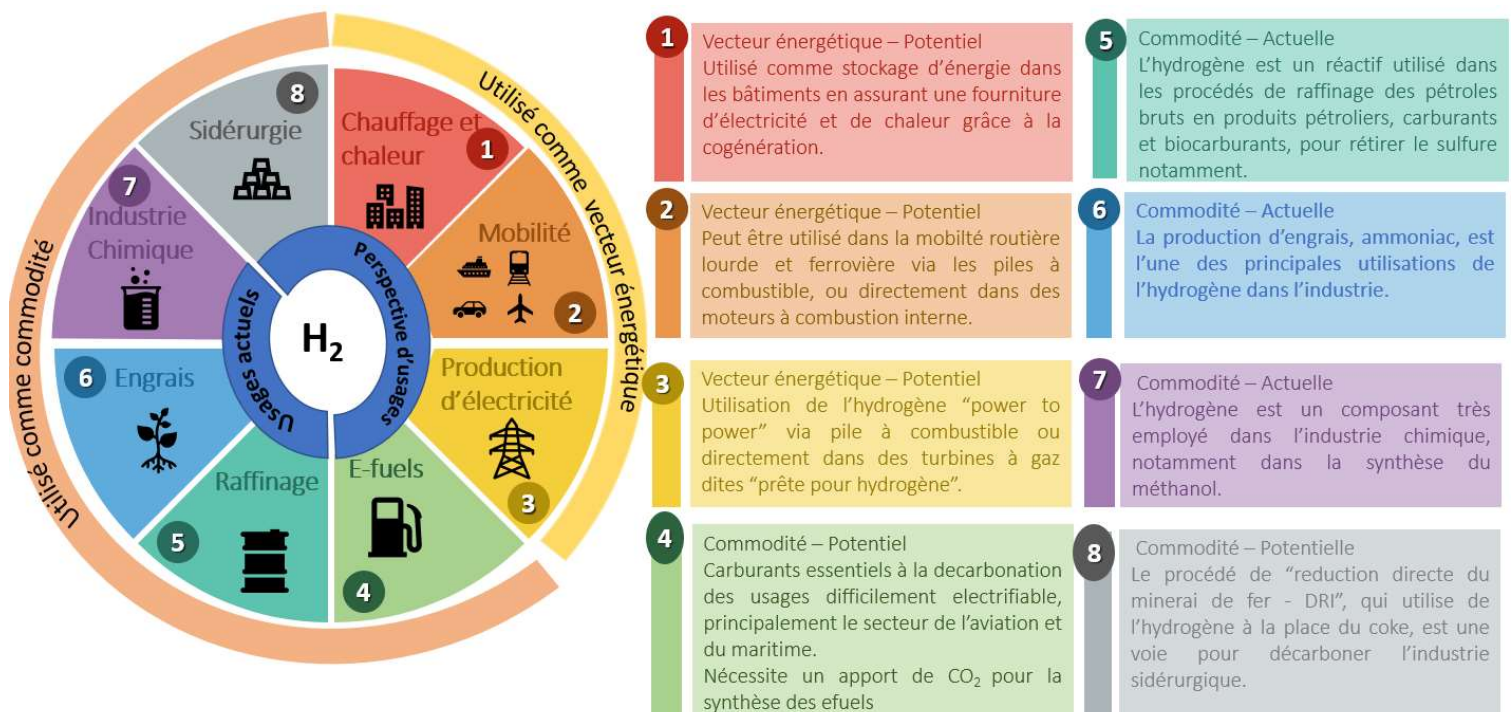 Utilisé comme commodité
Utilisé comme vecteur énergétique
Usages actuels
Perspective d'usages
H₂
8
Sidérurgie
Chauffage et
chaleur
1
7
Industrie
Chimique
Mobilité
2
6
Engrais
Production
d'électricité
3
Raffinage
5
E-fuels
4
1
Vecteur énergétique – Potentiel
Utilisé comme stockage d'énergie dans
les bâtiments en assurant une fourniture
d'électricité et de chaleur grâce à la
cogénération.
2
Vecteur énergétique – Potentiel
Peut être utilisé dans la mobilté routière
lourde et ferrovière via les piles à
combustible, ou directement dans des
moteurs à combustion interne.
3
Vecteur énergétique – Potentiel
Utilisation de l'hydrogène "power to
power" via pile à combustible ou
directement dans des turbines à gaz
dites "prête pour hydrogène".
4
Commodité – Potentiel
Carburants essentiels à la decarbonation
des usages difficilement electrifiable,
principalement le secteur de l'aviation et
du maritime.
Nécessite un apport de CO₂ pour la
synthèse des efuels
5
Commodité – Actuelle
L'hydrogène est un réactif utilisé dans
les procédés de raffinage des pétroles
bruts en produits pétroliers, carburants
et biocarburants, pour rétirer le sulfure
notamment.
6
Commodité – Actuelle
La production d'engrais, ammoniac, est
l'une des principales utilisations de
l'hydrogène dans l'industrie.
7
Commodité – Actuelle
L'hydrogène est un composant très
employé dans l'industrie chimique,
notamment dans la synthèse du
méthanol.
8
Commodité – Potentielle
Le procédé de "reduction directe du
minerai de fer - DRI", qui utilise de
l'hydrogène à la place du coke, est une
voie pour décarboner l'industrie
sidérurgique.